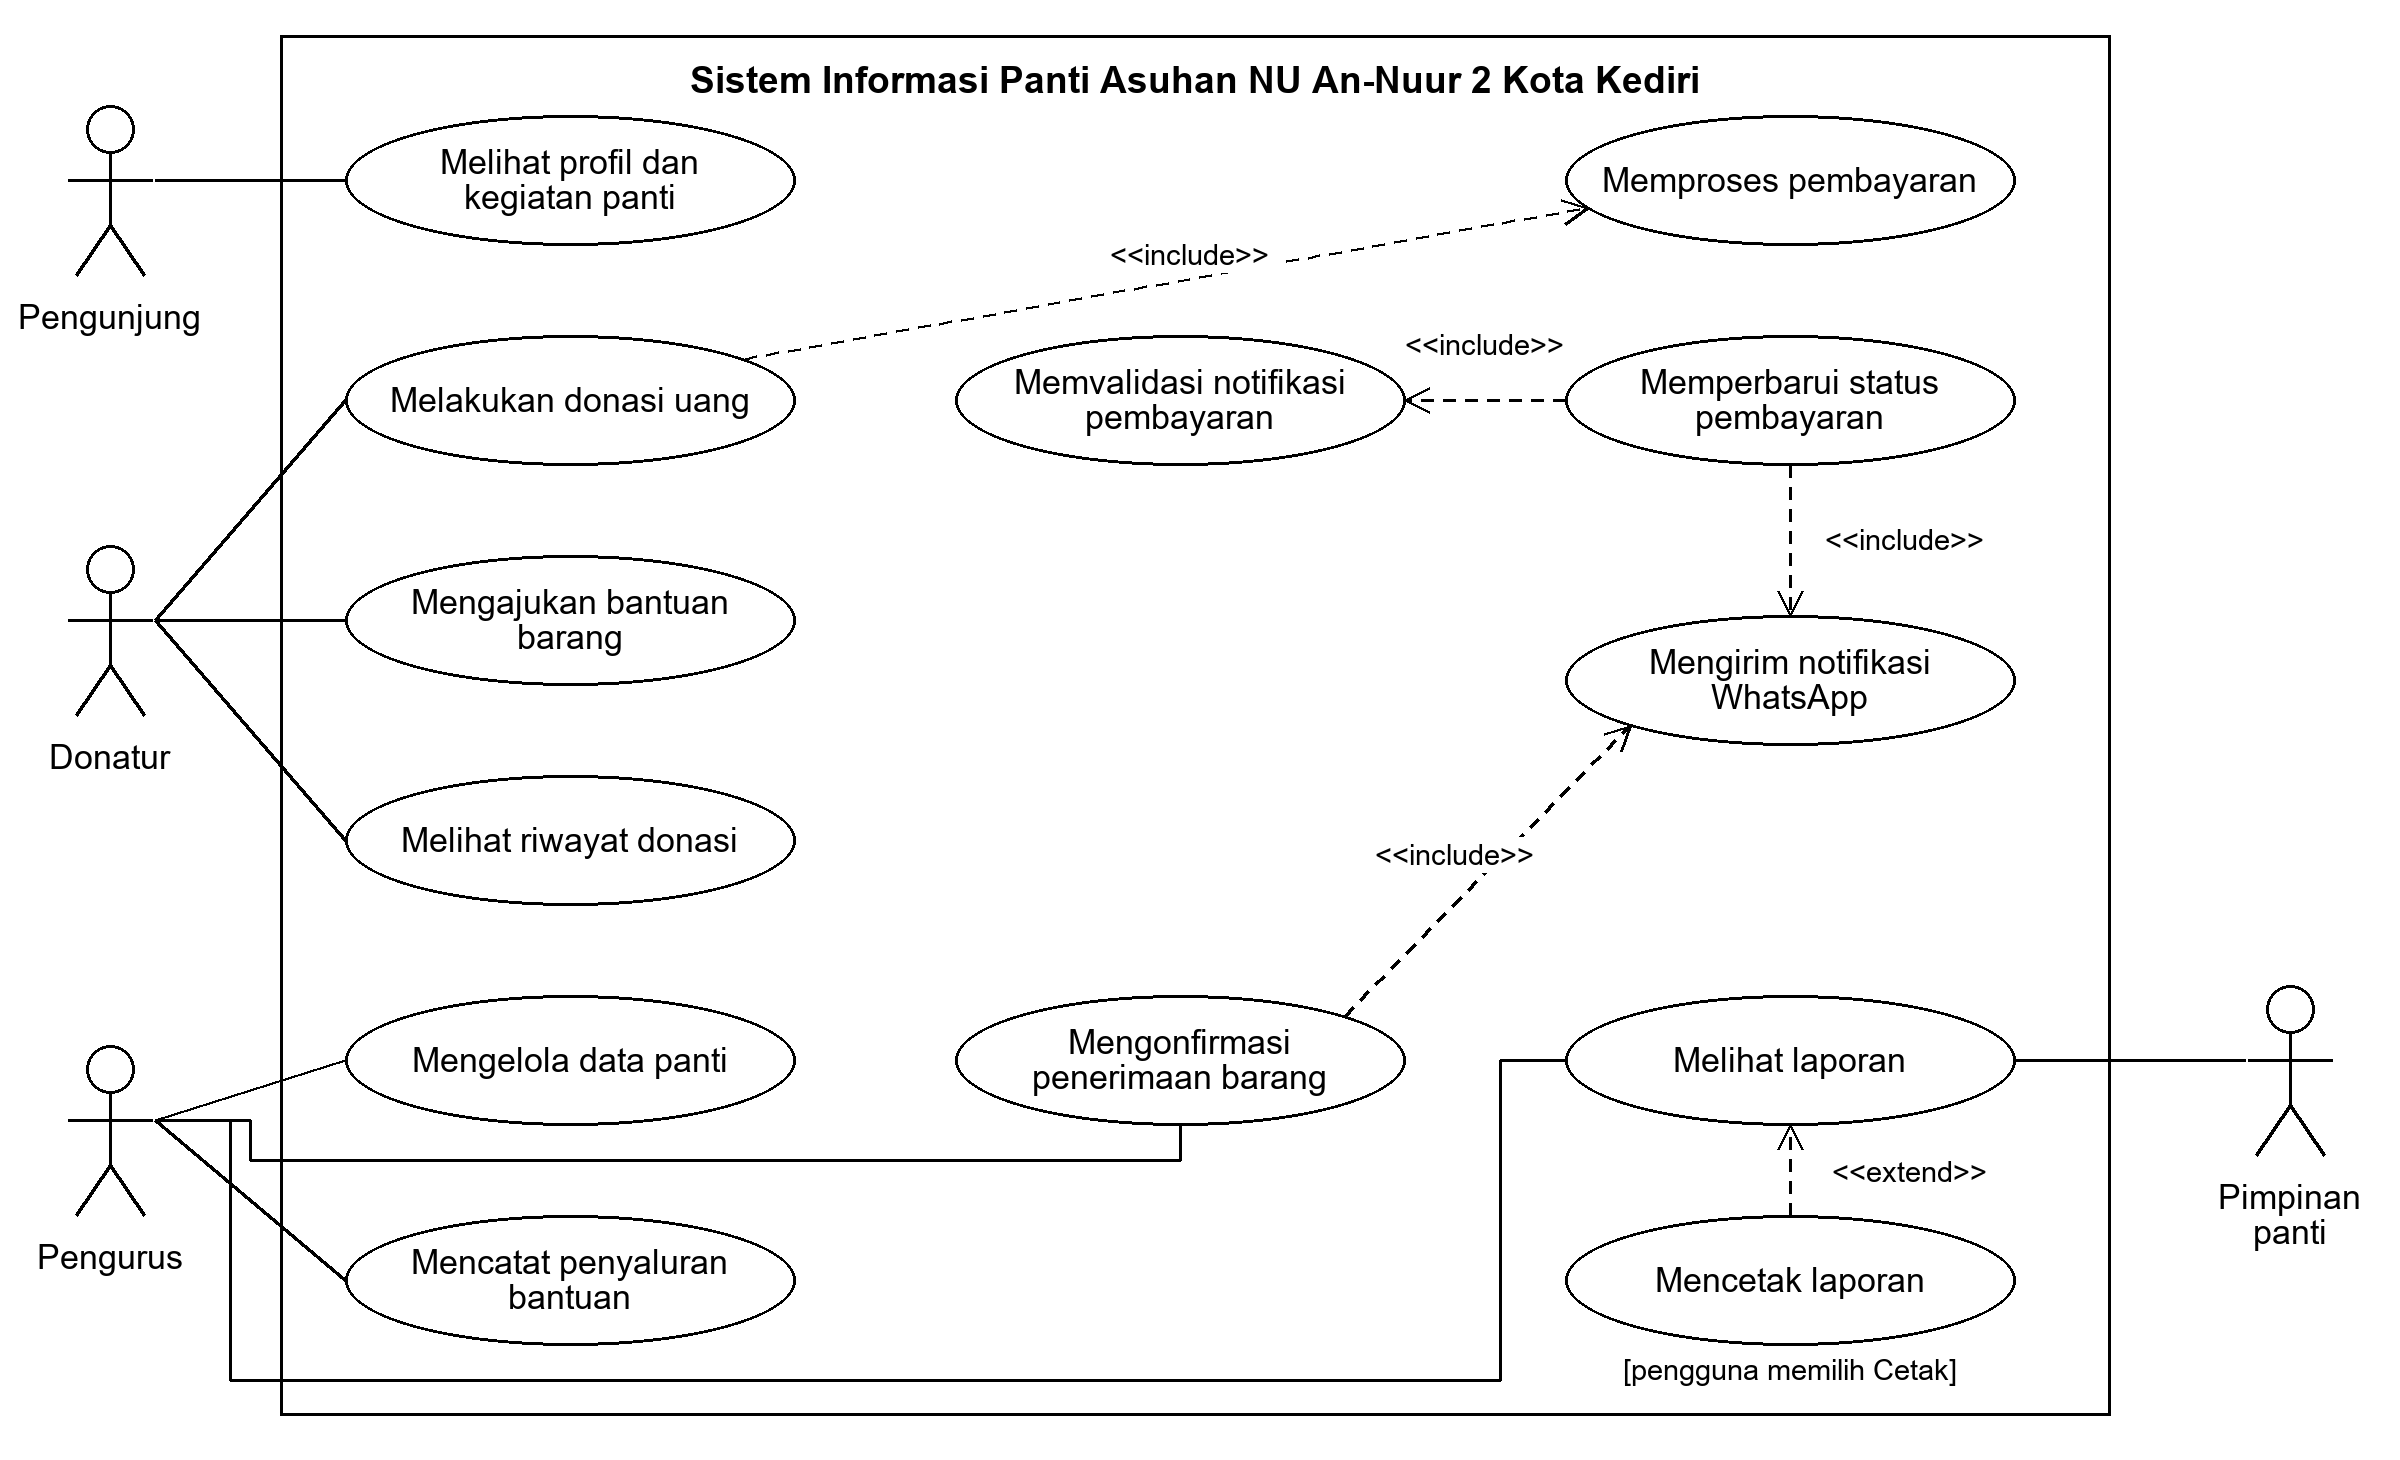 Sistem Informasi Panti Asuhan NU An-Nuur 2 Kota Kediri
Melihat profil dan
kegiatan panti
Memproses pembayaran
<<include>>
Pengunjung
Melakukan donasi uang
Memvalidasi notifikasi
pembayaran
<<include>>
Memperbarui status
pembayaran
<<include>>
Mengajukan bantuan
barang
Donatur
Mengirim notifikasi
WhatsApp
Melihat riwayat donasi
<<include>>
Mengelola data panti
Mengonfirmasi
penerimaan barang
Melihat laporan
<<extend>>
Pimpinan
panti
Pengurus
Mencatat penyaluran
bantuan
Mencetak laporan
[pengguna memilih Cetak]